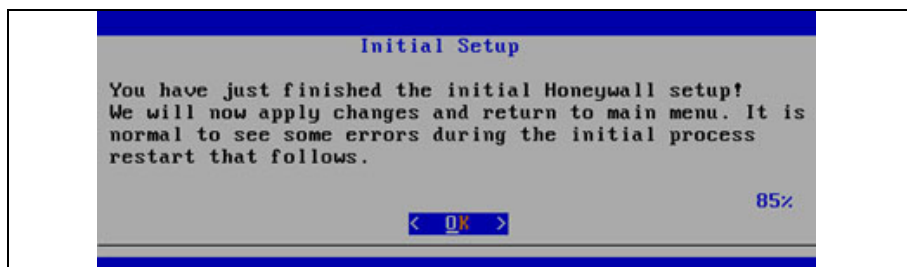 Initial Setup
You have just finished the initial Honeywall setup!
We will now apply changes and return to main menu. It is
normal to see some errors during the initial process
restart that follows.
85%
< OK >